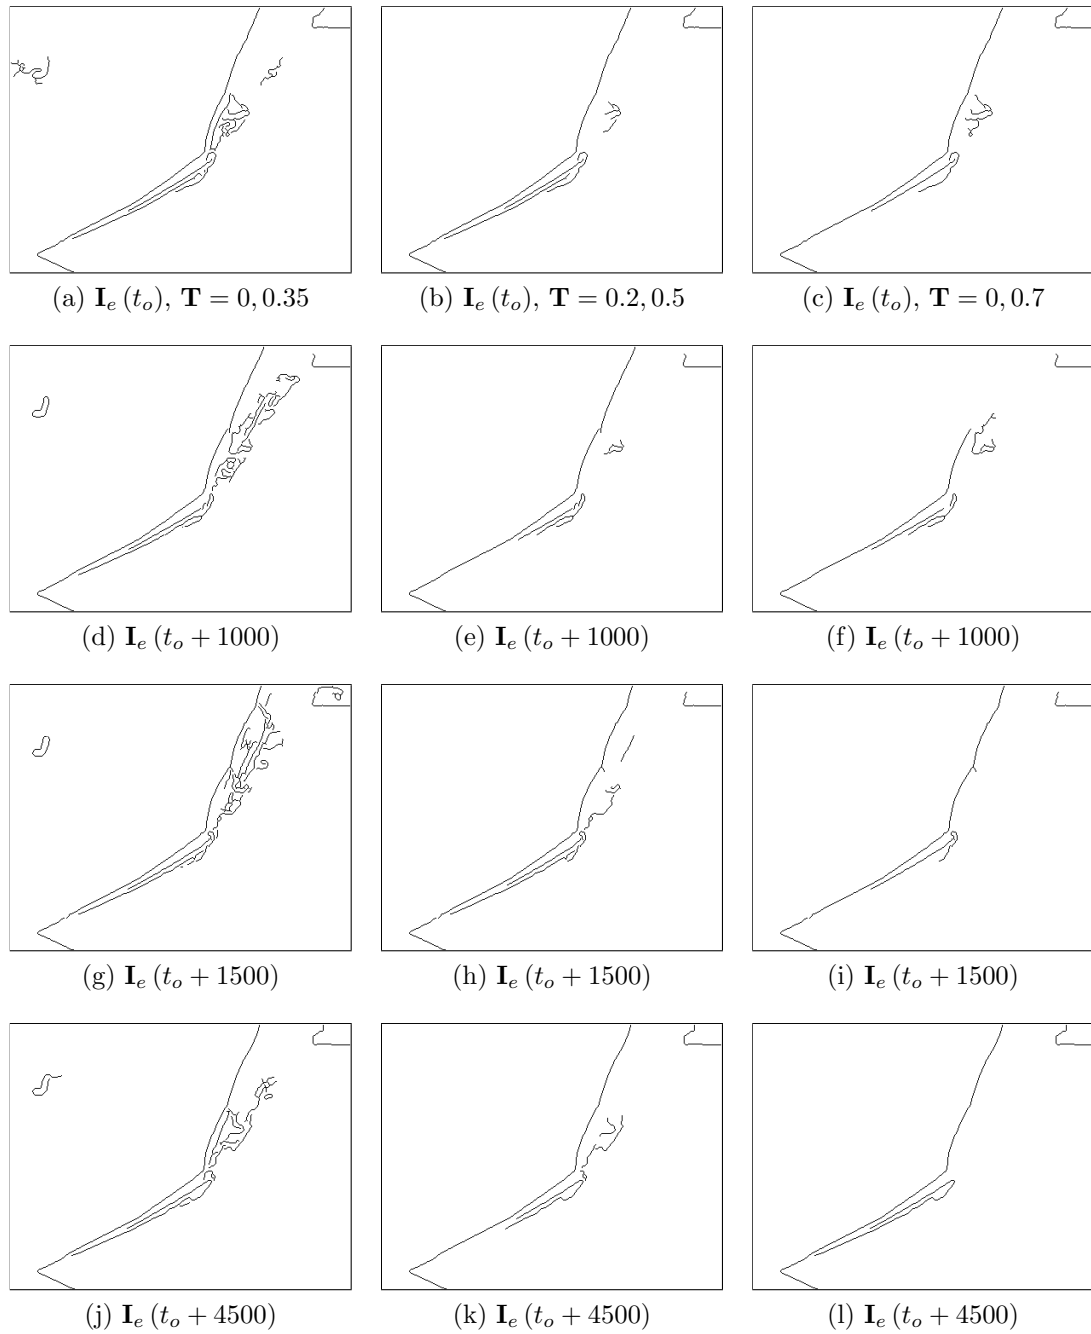 (a) I_e (t_o), T = 0, 0.35
(b) I_e (t_o), T = 0.2, 0.5
(c) I_e (t_o), T = 0, 0.7
(d) I_e (t_o + 1000)
(e) I_e (t_o + 1000)
(f) I_e (t_o + 1000)
(g) I_e (t_o + 1500)
(h) I_e (t_o + 1500)
(i) I_e (t_o + 1500)
(j) I_e (t_o + 4500)
(k) I_e (t_o + 4500)
(l) I_e (t_o + 4500)